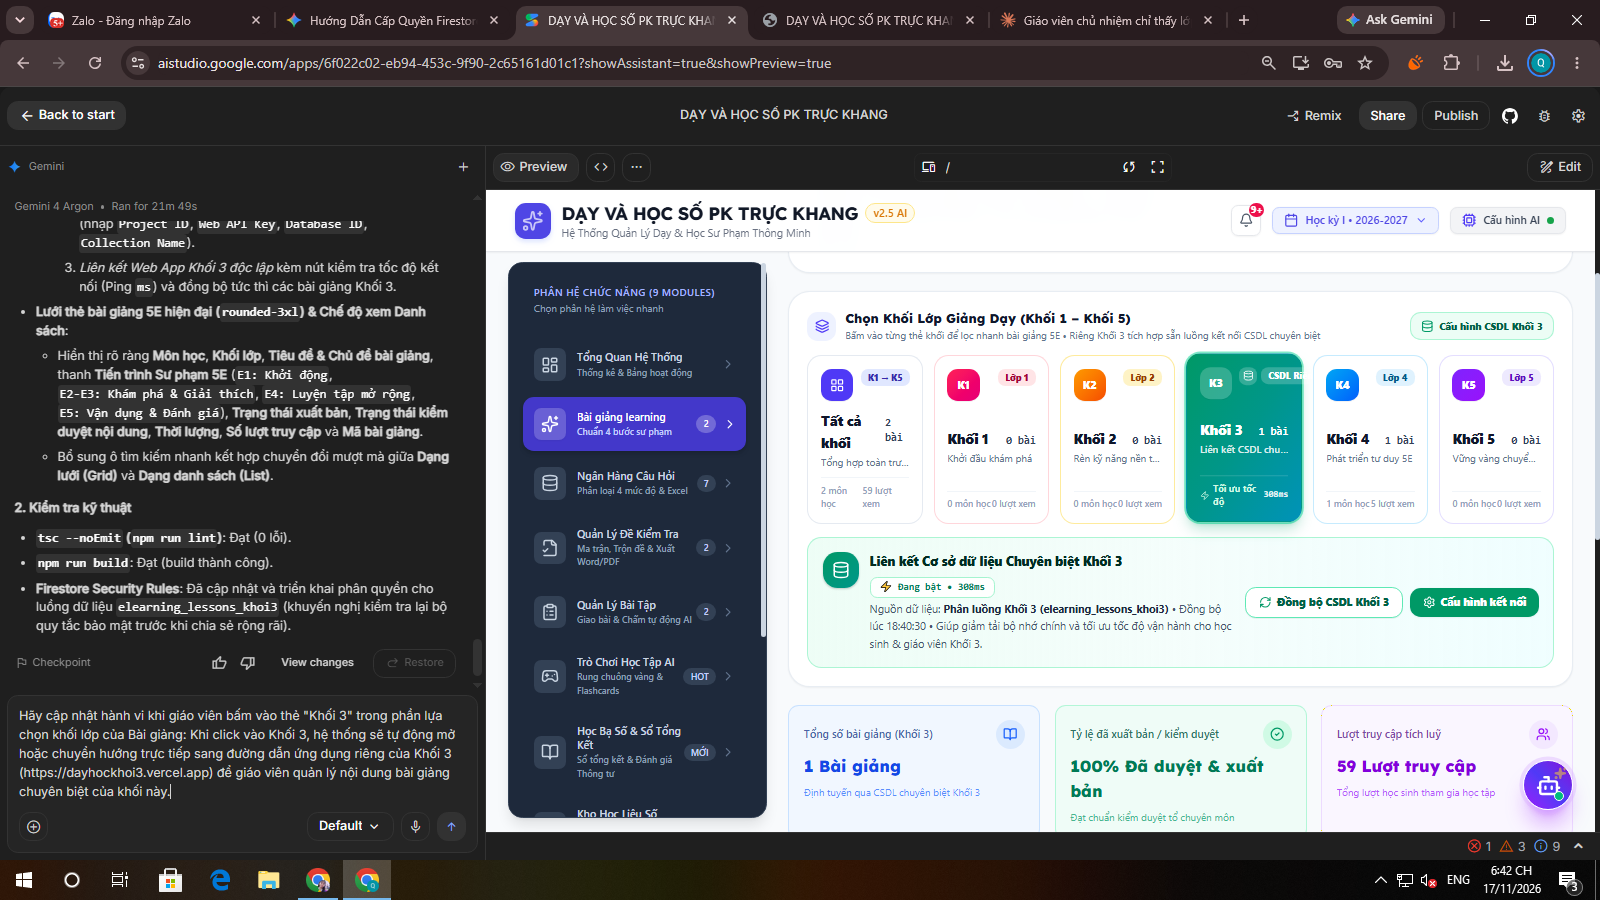 Zalo - Đăng nhập Zalo
Hướng Dẫn Cấp Quyền Firestor
DẠY VÀ HỌC SỐ PK TRỰC KHA
DẠY VÀ HỌC SỐ PK TRỰC KHA
Giáo viên chủ nhiệm chỉ thấy lớ
Ask Gemini
aistudio.google.com/apps/6f022c02-eb94-453c-9f90-2c65161d01c1?showAssistant=true&showPreview=true
Q
Back to start
DẠY VÀ HỌC SỐ PK TRỰC KHANG
Remix
Share
Publish
Gemini
Preview
/
Edit
Gemini 4 Argon • Ran for 21m 49s
(nhập Project ID, Web API Key, Database ID,
Collection Name).
3. Liên kết Web App Khối 3 độc lập kèm nút kiểm tra tốc độ kết
nối (Ping ms) và đồng bộ tức thì các bài giảng Khối 3.
• Lưới thẻ bài giảng 5E hiện đại (rounded-3xl) & Chế độ xem Danh
sách:
Hiển thị rõ ràng Môn học, Khối lớp, Tiêu đề & Chủ đề bài giảng,
thanh Tiến trình Sư phạm 5E (E1: Khởi động,
E2-E3: Khám phá & Giải thích, E4: Luyện tập mở rộng,
E5: Vận dụng & Đánh giá), Trạng thái xuất bản, Trạng thái kiểm
duyệt nội dung, Thời lượng, Số lượt truy cập và Mã bài giảng.
Bổ sung ô tìm kiếm nhanh kết hợp chuyển đổi mượt mà giữa Dạng
lưới (Grid) và Dạng danh sách (List).
2. Kiểm tra kỹ thuật
• tsc --noEmit (npm run lint): Đạt (0 lỗi).
• npm run build: Đạt (build thành công).
• Firestore Security Rules: Đã cập nhật và triển khai phân quyền cho
luồng dữ liệu elearning_lessons_khoi3 (khuyến nghị kiểm tra lại bộ
quy tắc bảo mật trước khi chia sẻ rộng rãi).
Checkpoint
View changes
Restore
Hãy cập nhật hành vi khi giáo viên bấm vào thẻ "Khối 3" trong phần lựa
chọn khối lớp của Bài giảng: Khi click vào Khối 3, hệ thống sẽ tự động mở
hoặc chuyển hướng trực tiếp sang đường dẫn ứng dụng riêng của Khối 3
(https://dayhockhoi3.vercel.app) để giáo viên quản lý nội dung bài giảng
chuyên biệt của khối này.
Default
DẠY VÀ HỌC SỐ PK TRỰC KHANG
v2.5 AI
Hệ Thống Quản Lý Dạy & Học Sư Phạm Thông Minh
9+
Học kỳ I • 2026-2027
Cấu hình AI
PHÂN HỆ CHỨC NĂNG (9 MODULES)
Chọn phân hệ làm việc nhanh
Tổng Quan Hệ Thống
Thống kê & Bảng hoạt động
Bài giảng learning
Chuẩn 4 bước sư phạm
2
Ngân Hàng Câu Hỏi
Phân loại 4 mức độ & Excel
7
Quản Lý Đề Kiểm Tra
Ma trận, Trộn đề & Xuất
Word/PDF
2
Quản Lý Bài Tập
Giao bài & Chấm tự động AI
2
Trò Chơi Học Tập AI
Rung chuông vàng &
Flashcards
HOT
Học Bạ Số & Sổ Tổng
Kết
Sổ tổng kết & Đánh giá
Thông tư
MỚI
Kho Học Liệu Số
Chọn Khối Lớp Giảng Dạy (Khối 1 – Khối 5)
Bấm vào từng thẻ khối để lọc nhanh bài giảng 5E • Riêng Khối 3 tích hợp sẵn luồng kết nối CSDL chuyên biệt
Cấu hình CSDL Khối 3
K1 → K5
Tất cả
khối
2
bài
Tổng hợp toàn trư...
2 môn
học
59 lượt
xem
K1
Lớp 1
Khối 1
0 bài
Khởi đầu khám phá
0 môn học
0 lượt xem
K2
Lớp 2
Khối 2
0 bài
Rèn kỹ năng nền t...
0 môn học
0 lượt xem
K3
CSDL Ri
Khối 3
1 bài
Liên kết CSDL chu...
Tối ưu tốc
độ
308ms
K4
Lớp 4
Khối 4
1 bài
Phát triển tư duy 5E
1 môn học
5 lượt xem
K5
Lớp 5
Khối 5
0 bài
Vững vàng chuyể...
0 môn học
0 lượt xem
Liên kết Cơ sở dữ liệu Chuyên biệt Khối 3
Đang bật • 308ms
Nguồn dữ liệu: Phân luồng Khối 3 (elearning_lessons_khoi3) • Đồng bộ
lúc 18:40:30 • Giúp giảm tải bộ nhớ chính và tối ưu tốc độ vận hành cho học
sinh & giáo viên Khối 3.
Đồng bộ CSDL Khối 3
Cấu hình kết nối
Tổng số bài giảng (Khối 3)
1 Bài giảng
Định tuyến qua CSDL chuyên biệt Khối 3
Tỷ lệ đã xuất bản / kiểm duyệt
100% Đã duyệt & xuất
bản
Đạt chuẩn kiểm duyệt tổ chuyên môn
Lượt truy cập tích luỹ
59 Lượt truy cập
Tổng lượt học sinh tham gia học tập
1
3
9
ENG
6:42 CH
17/11/2026
3